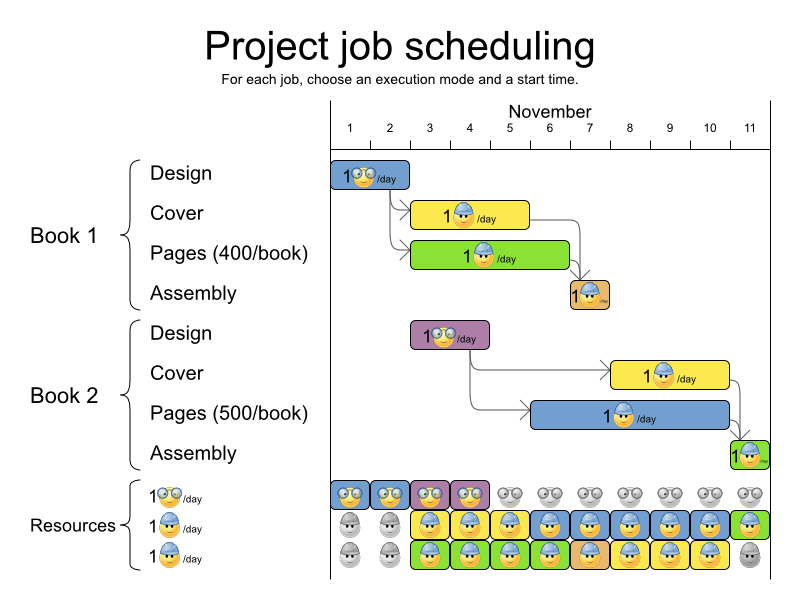 Project job scheduling
For each job, choose an execution mode and a start time.
November
1 2 3 4 5 6 7 8 9 10 11
Book 1
Design
1 /day
Cover
1 /day
Pages (400/book)
1 /day
Assembly
1 /day
Book 2
Design
1 /day
Cover
1 /day
Pages (500/book)
1 /day
Assembly
1 /day
Resources
1 /day
1 /day
1 /day